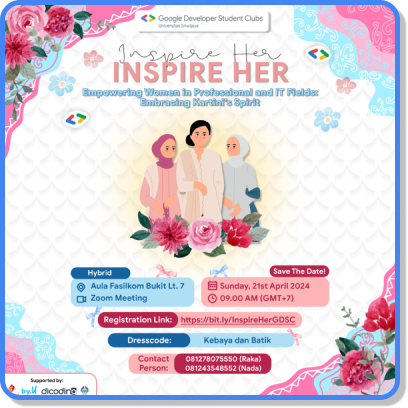 Google Developer Student Clubs
Universitas Sriwijaya
Inspire Her
INSPIRE HER
Empowering Women in Professional and IT Fields:
Embracing Kartini's Spirit
Hybrid
Aula Fasilkom Bukit Lt. 7
Zoom Meeting
Save The Date!
Sunday, 21st April 2024
09.00 AM (GMT+7)
Registration Link: https://bit.ly/InspireHerGDSC
Dresscode: Kebaya dan Batik
Contact Person:
081278075550 (Raka)
081243548552 (Nada)
Supported by:
by.U dicoding